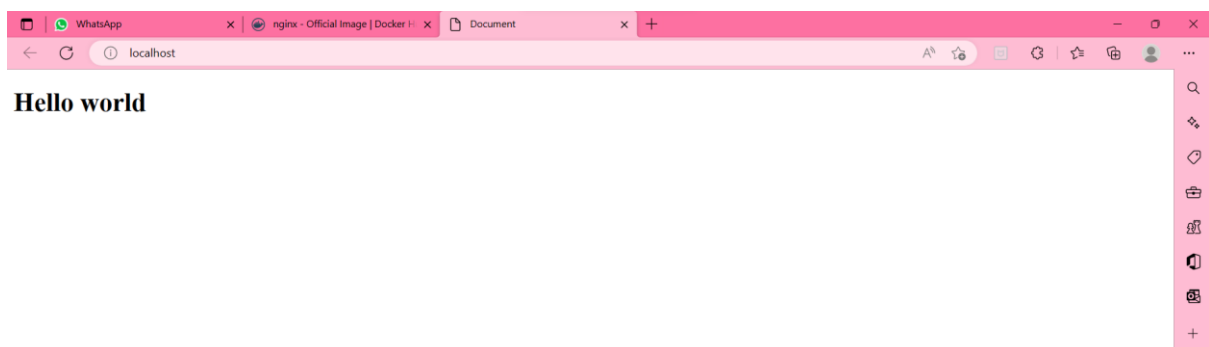 WhatsApp
nginx - Official Image | Docker H
Document
localhost
Hello world